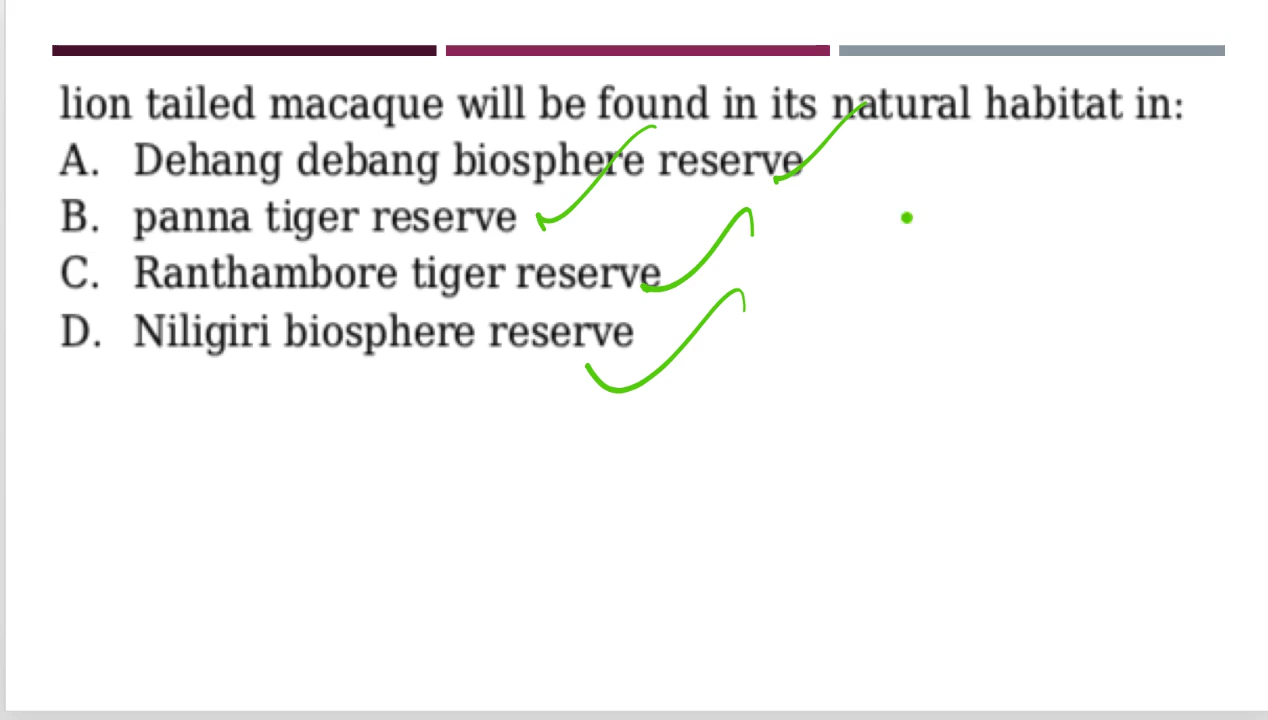 lion tailed macaque will be found in its natural habitat in:
A. Dehang debang biosphere reserve
B. panna tiger reserve
C. Ranthambore tiger reserve
D. Niligiri biosphere reserve